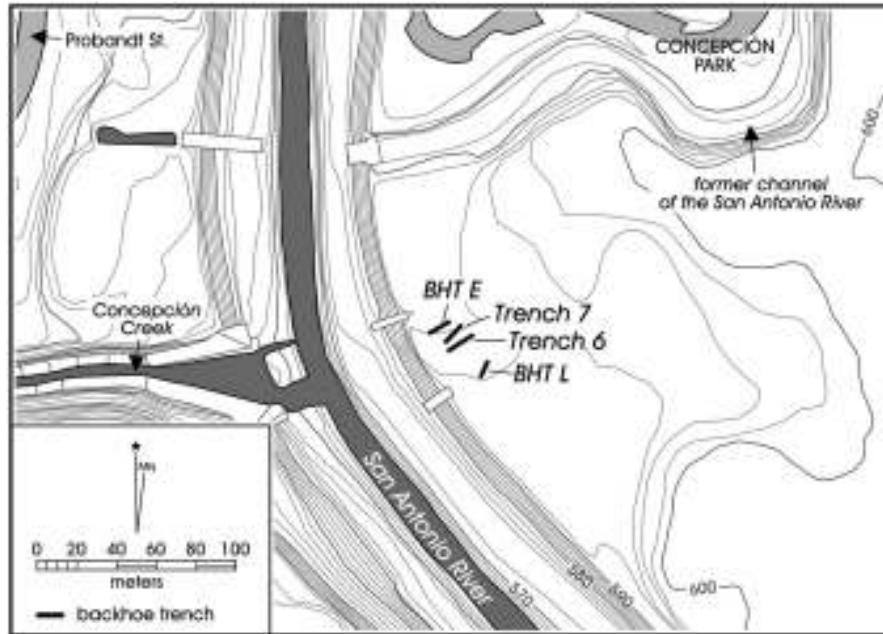 Probandt St.
CONCEPCIÓN
PARK
600
former channel
of the San Antonio River
BHT E
Trench 7
Trench 6
BHT L
Concepción
Creek
San Antonio River
MN
0 20 40 60 80 100
meters
backhoe trench
570
580
590
600